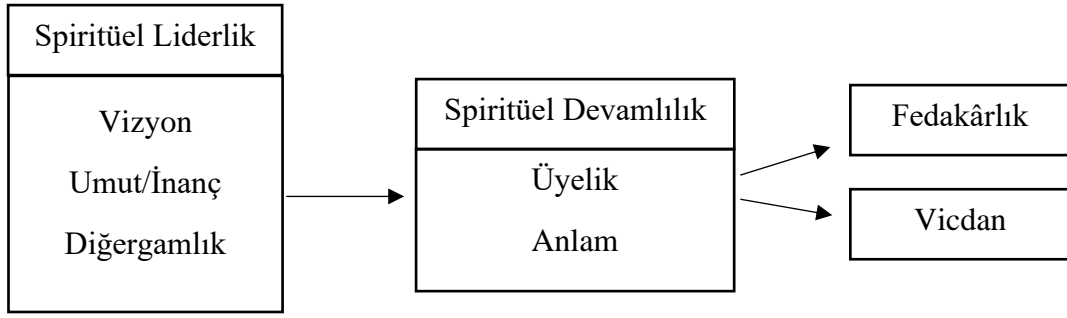 Spiritüel Liderlik
Vizyon
Umut/İnanç
Diğergamlık
Spiritüel Devamlılık
Üyelik
Anlam
Fedakârlık
Vicdan